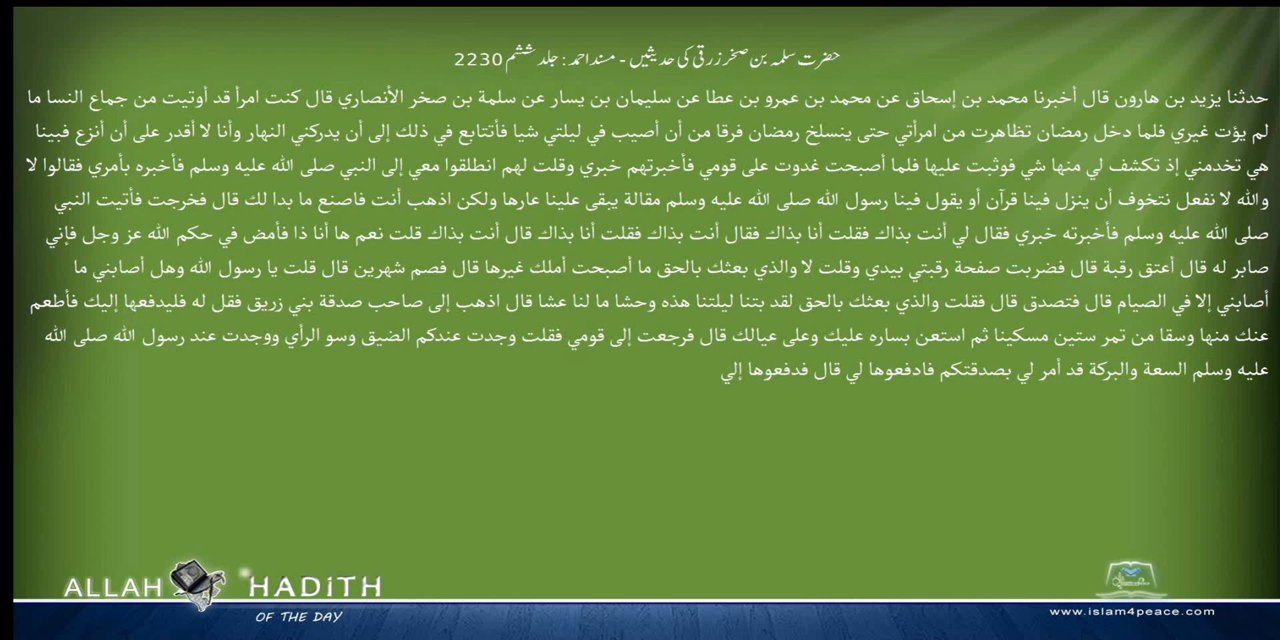 حضرت سلمہ بن صخر زرقی کی حدیثیں - مسند احمد : جلد ششم 2230
حدثنا يزيد بن هارون قال أخبرنا محمد بن إسحاق عن محمد بن عمرو بن عطا عن سليمان بن يسار عن سلمة بن صخر الأنصاري قال كنت امرأ قد أوتيت من جماع النسا ما
لم يؤت غيري فلما دخل رمضان تظاهرت من امرأتي حتى ينسلخ رمضان فرقا من أن أصيب في ليلتي شيا فأتتابع في ذلك إلى أن يدركني النهار وأنا لا أقدر على أن أنزع فبينا
هي تخدمني إذ تكشف لي منها شي فوثبت عليها فلما أصبحت غدوت على قومي فأخبرتهم خبري وقلت لهم انطلقوا معي إلى النبي صلى الله عليه وسلم فأخبره بأمري فقالوا لا
والله لا نفعل نتخوف أن ينزل فينا قرآن أو يقول فينا رسول الله صلى الله عليه وسلم مقالة يبقى علينا عارها ولكن اذهب أنت فاصنع ما بدا لك قال فخرجت فأتيت النبي
صلى الله عليه وسلم فأخبرته خبري فقال لي أنت بذاك فقلت أنا بذاك فقال أنت بذاك فقلت أنا بذاك قال أنت بذاك قلت نعم ها أنا ذا فأمض في حكم الله عز وجل فإني
صابر له قال أعتق رقبة قال فضربت صفحة رقبتي بيدي وقلت لا والذي بعثك بالحق ما أصبحت أملك غيرها قال فصم شهرين قال قلت يا رسول الله وهل أصابني ما
أصابني إلا في الصيام قال فتصدق قال فقلت والذي بعثك بالحق لقد بتنا ليلتنا هذه وحشا ما لنا عشا قال اذهب إلى صاحب صدقة بني زريق فقل له فليدفعها إليك فأطعم
عنك منها وسقا من تمر ستين مسكينا ثم استعن بساره عليك وعلى عيالك قال فرجعت إلى قومي فقلت وجدت عندكم الضيق وسو الرأي ووجدت عند رسول الله صلى الله
عليه وسلم السعة والبركة قد أمر لي بصدقتكم فادفعوها لي قال فدفعوها إلي
ALLAH HADITH
OF THE DAY
www.islam4peace.com